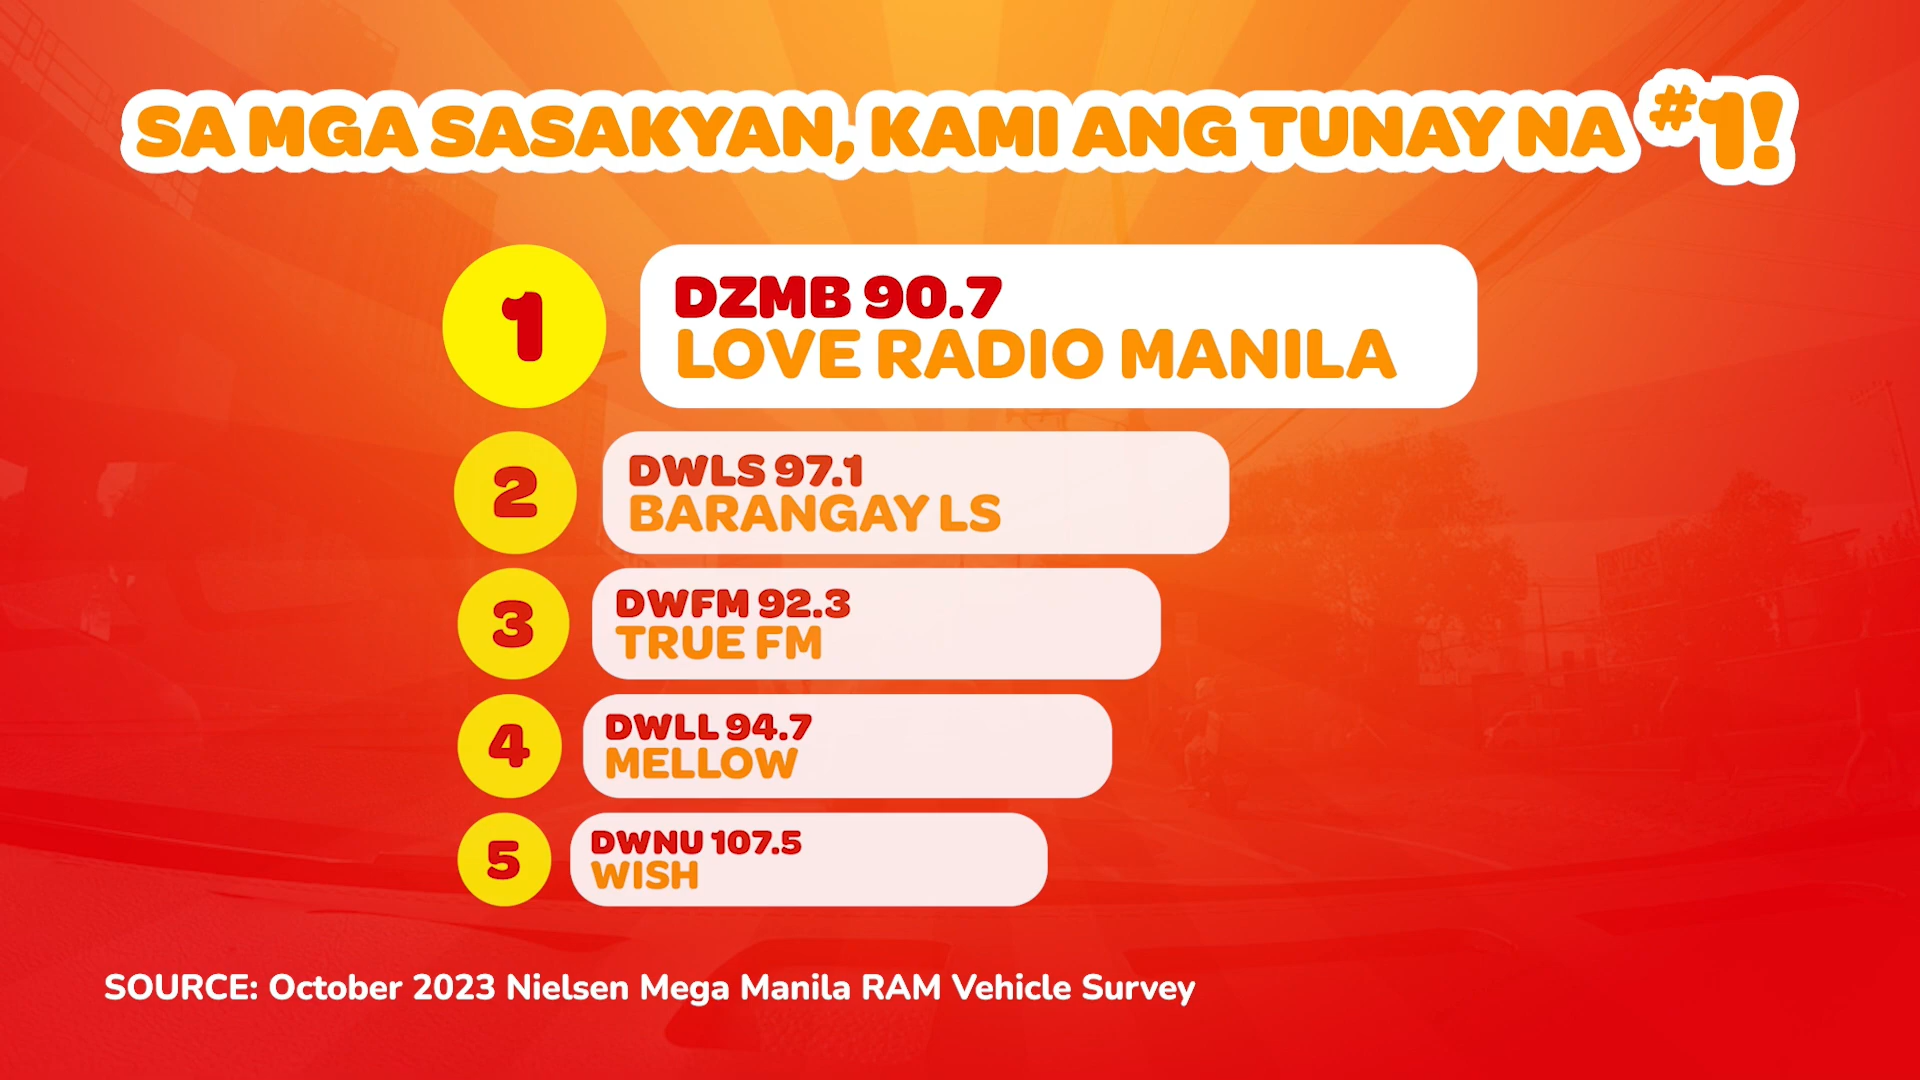 SA MGA SASAKYAN, KAMI ANG TUNAY NA #1!
1
DZMB 90.7
LOVE RADIO MANILA
2
DWLS 97.1
BARANGAY LS
3
DWFM 92.3
TRUE FM
4
DWLL 94.7
MELLOW
5
DWNU 107.5
WISH
SOURCE: October 2023 Nielsen Mega Manila RAM Vehicle Survey